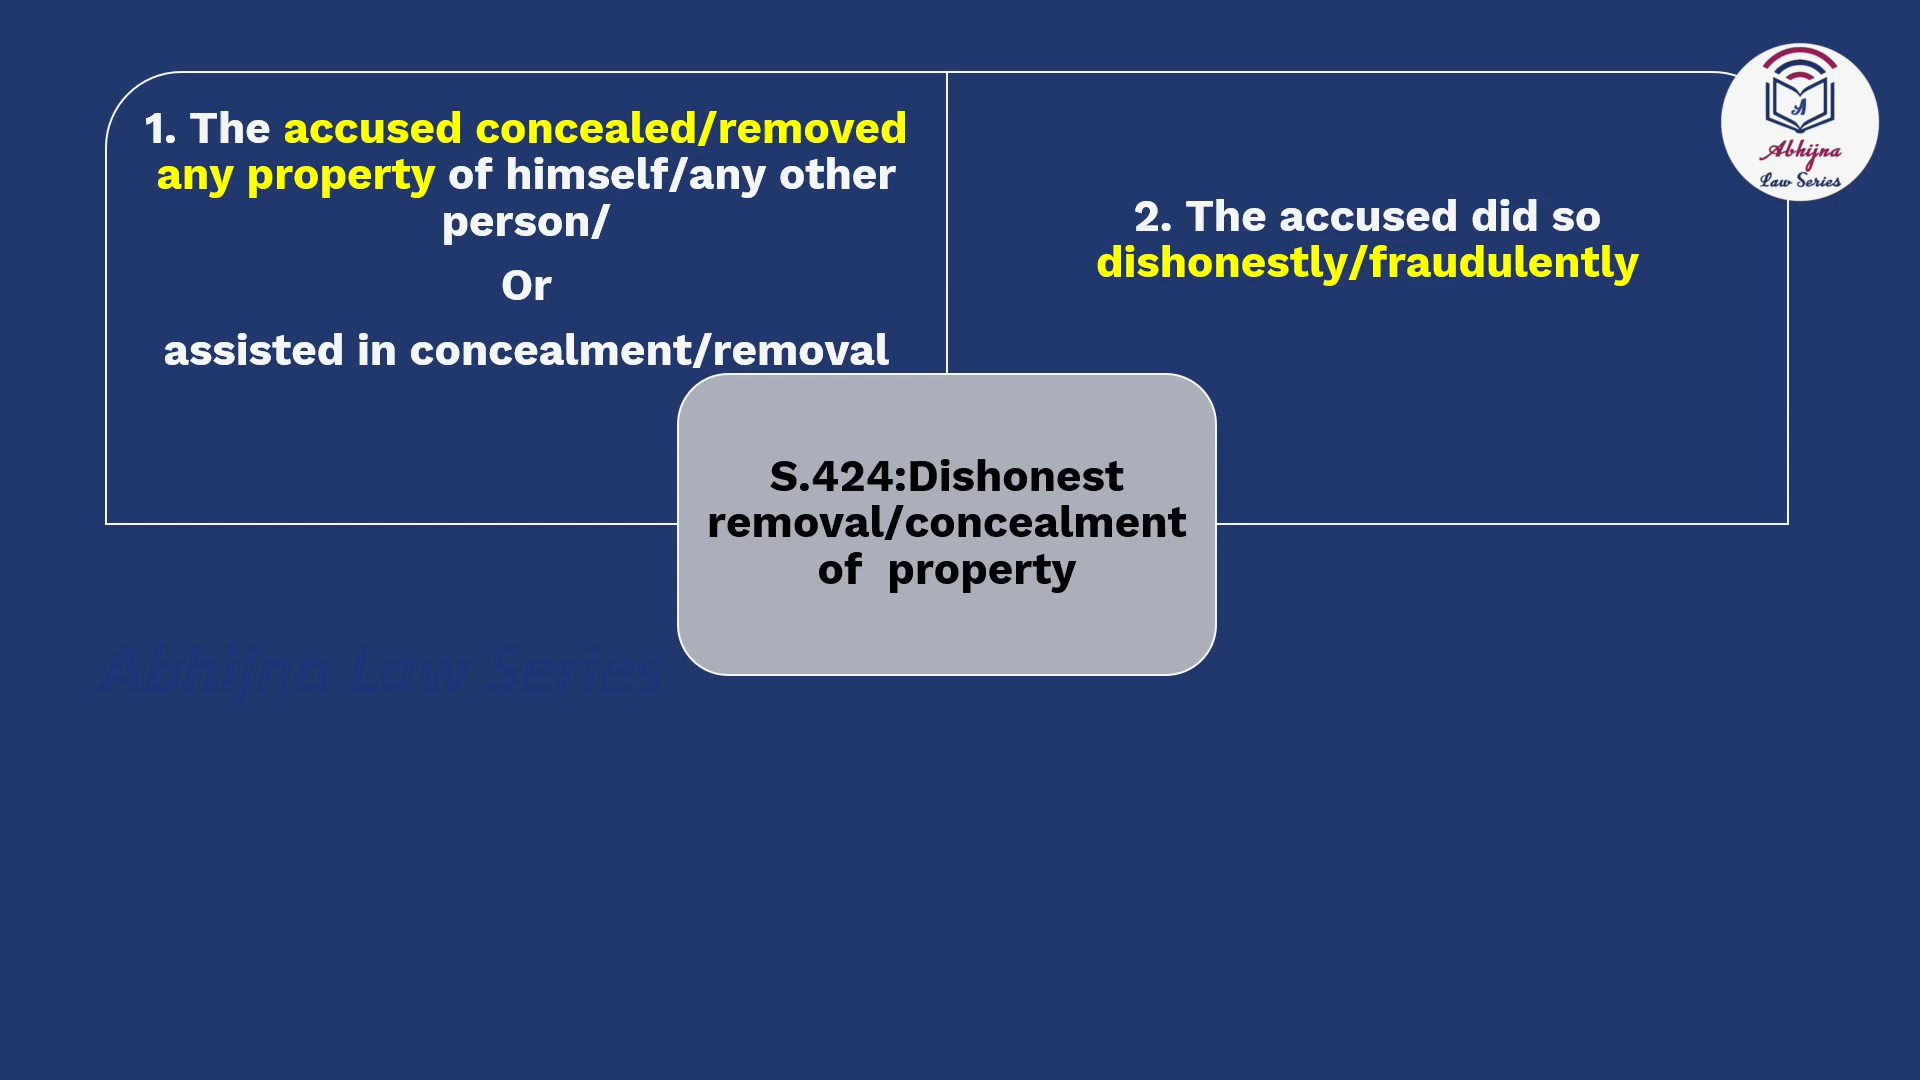 1. The accused concealed/removed
any property of himself/any other
person/
Or
assisted in concealment/removal
2. The accused did so
dishonestly/fraudulently
S.424:Dishonest
removal/concealment
of  property
A
Abhijna
Law Series
Abhijna Law Series